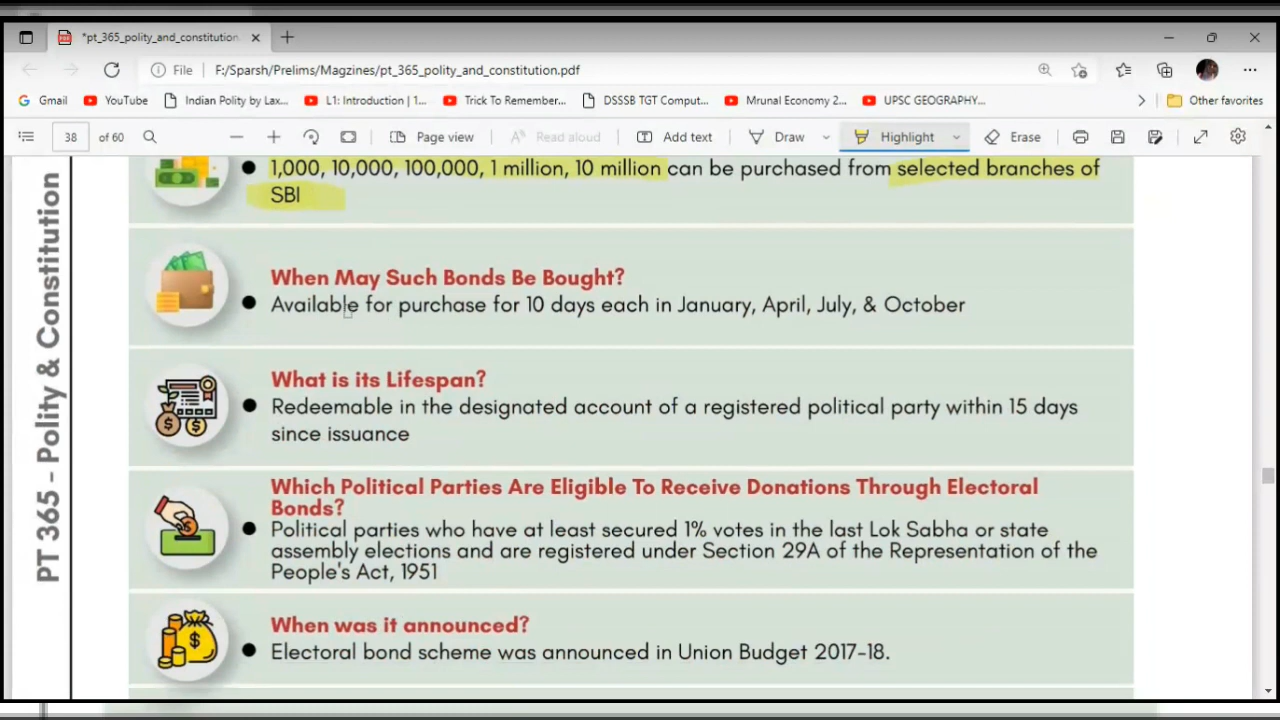 *pt_365_polity_and_constitution
File F:/Sparsh/Prelims/Magzines/pt_365_polity_and_constitution.pdf
Gmail YouTube Indian Polity by Lax... L1: Introduction | 1... Trick To Remember... DSSSB TGT Comput... Mrunal Economy 2... UPSC GEOGRAPHY... Other favorites
38 of 60 Page view Read aloud Add text Draw Highlight Erase
PT 365 - Polity & Constitution
1,000, 10,000, 100,000, 1 million, 10 million can be purchased from selected branches of
SBI
When May Such Bonds Be Bought?
Available for purchase for 10 days each in January, April, July, & October
What is its Lifespan?
Redeemable in the designated account of a registered political party within 15 days
since issuance
Which Political Parties Are Eligible To Receive Donations Through Electoral
Bonds?
Political parties who have at least secured 1% votes in the last Lok Sabha or state
assembly elections and are registered under Section 29A of the Representation of the
People's Act, 1951
When was it announced?
Electoral bond scheme was announced in Union Budget 2017-18.